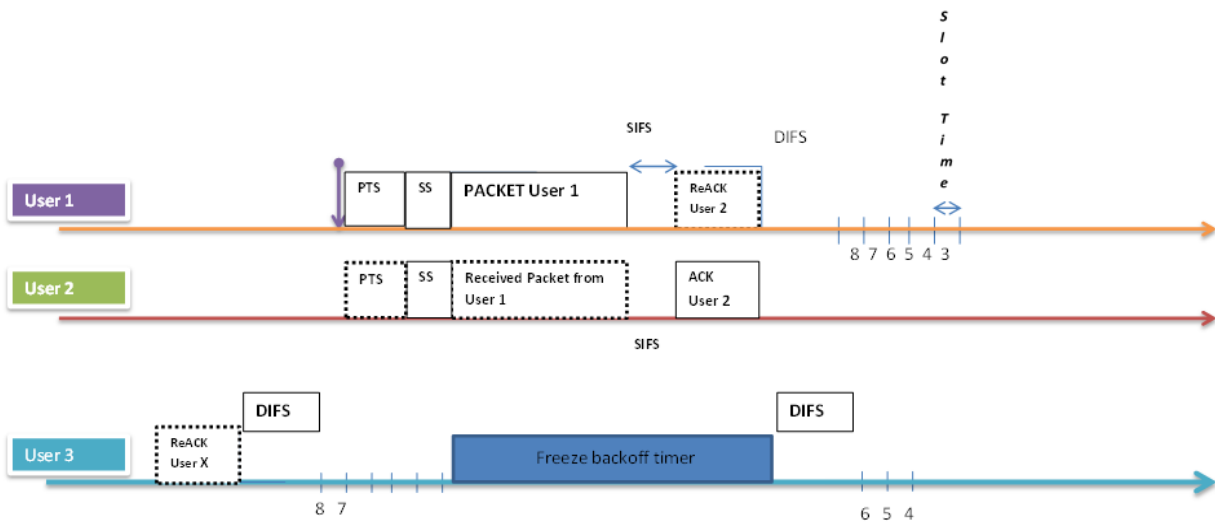 Slot Time
SIFS
DIFS
User 1
PTS
SS
PACKET User 1
ReACK
User 2
8 7 6 5 4 3
User 2
PTS
SS
Received Packet from
User 1
ACK
User 2
SIFS
DIFS
DIFS
User 3
ReACK
User X
Freeze backoff timer
8 7
6 5 4